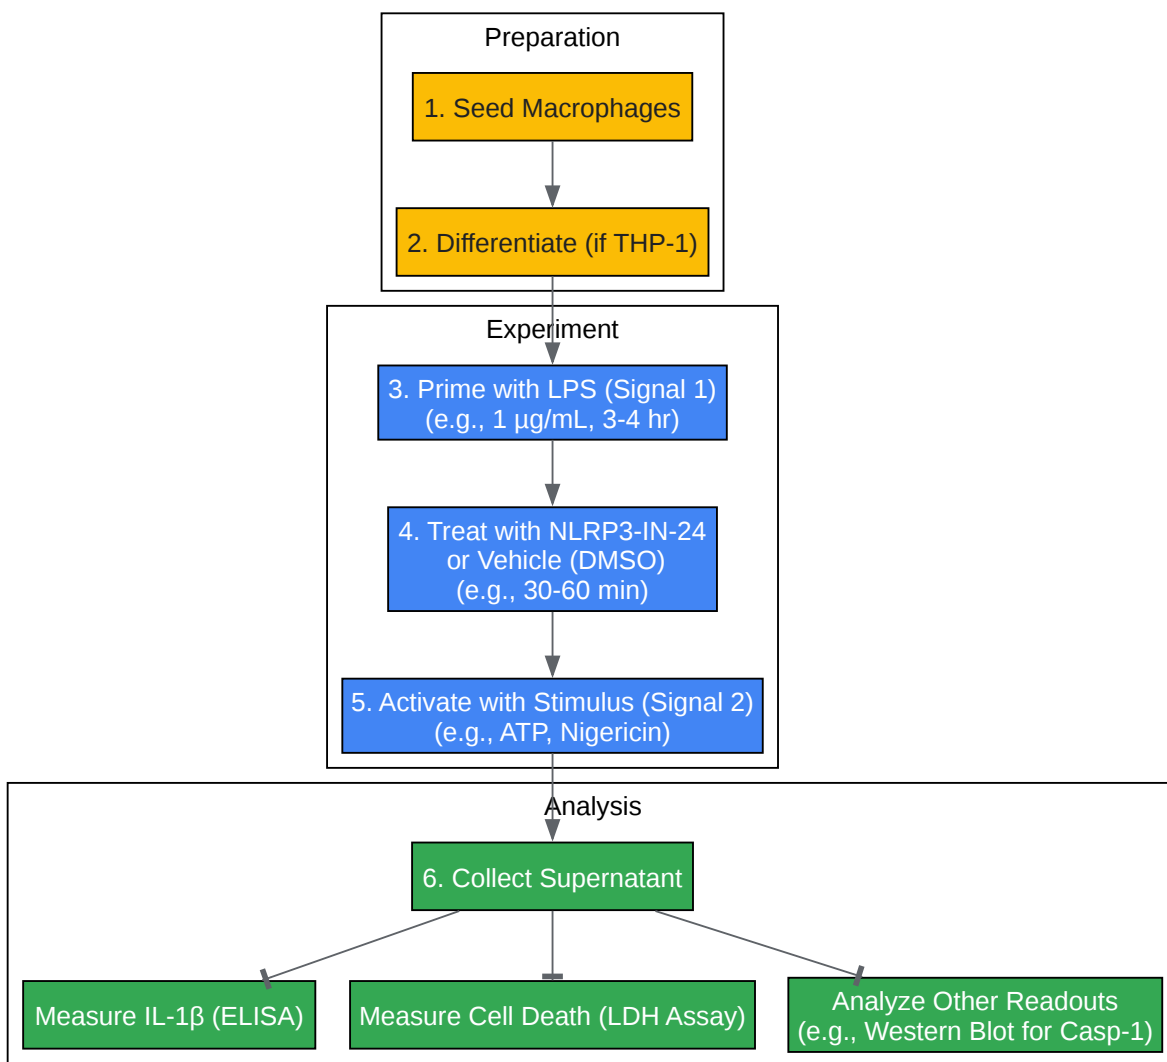 Preparation
1. Seed Macrophages
2. Differentiate (if THP-1)
Experiment
3. Prime with LPS (Signal 1)
(e.g., 1 µg/mL, 3-4 hr)
4. Treat with NLRP3-IN-24
or Vehicle (DMSO)
(e.g., 30-60 min)
5. Activate with Stimulus (Signal 2)
(e.g., ATP, Nigericin)
Analysis
6. Collect Supernatant
Measure IL-1β (ELISA)
Measure Cell Death (LDH Assay)
Analyze Other Readouts
(e.g., Western Blot for Casp-1)